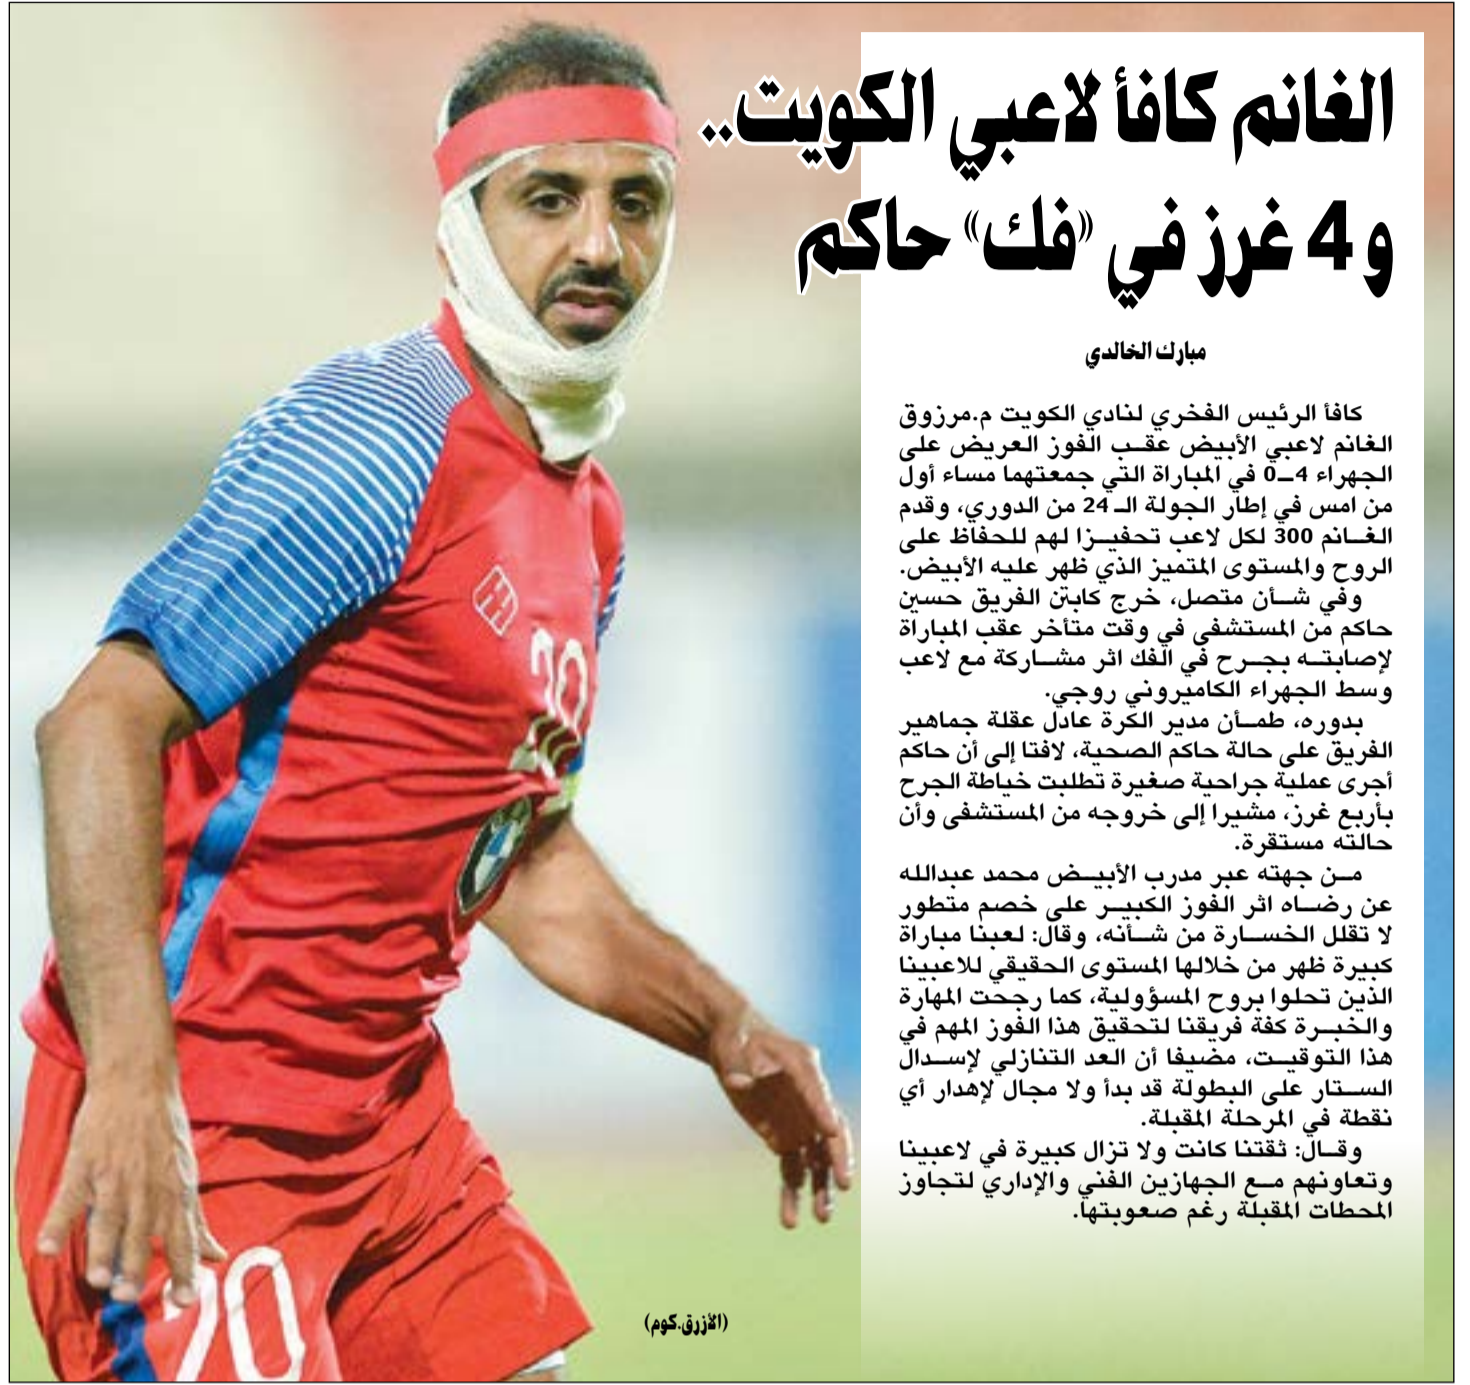 الغانم كافأ لاعبي الكويت..
و4 غرز في «فك» حاكم
مبارك الخالدي
كافأ الرئيس الفخري لنادي الكويت م.مرزوق
الغانم لاعبي الأبيض عقب الفوز العريض على
الجهراء 4ـ0 في المباراة التي جمعتهما مساء أول
من امس في إطار الجولة الـ 24 من الدوري، وقدم
الغانم 300 لكل لاعب تحفيزا لهم للحفاظ على
الروح والمستوى المتميز الذي ظهر عليه الأبيض.
وفي شأن متصل، خرج كابتن الفريق حسين
حاكم من المستشفى في وقت متأخر عقب المباراة
لإصابته بجرح في الفك اثر مشاركة مع لاعب
وسط الجهراء الكاميروني روجي.
بدوره، طمأن مدير الكرة عادل عقلة جماهير
الفريق على حالة حاكم الصحية، لافتا إلى أن حاكم
أجرى عملية جراحية صغيرة تطلبت خياطة الجرح
بأربع غرز، مشيرا إلى خروجه من المستشفى وأن
حالته مستقرة.
من جهته عبر مدرب الأبيض محمد عبدالله
عن رضاه اثر الفوز الكبير على خصم متطور
لا تقلل الخسارة من شأنه، وقال: لعبنا مباراة
كبيرة ظهر من خلالها المستوى الحقيقي للاعبينا
الذين تحلوا بروح المسؤولية، كما رجحت المهارة
والخبرة كفة فريقنا لتحقيق هذا الفوز المهم في
هذا التوقيت، مضيفا أن العد التنازلي لإسدال
الستار على البطولة قد بدأ ولا مجال لإهدار أي
نقطة في المرحلة المقبلة.
وقال: ثقتنا كانت ولا تزال كبيرة في لاعبينا
وتعاونهم مع الجهازين الفني والإداري لتجاوز
المحطات المقبلة رغم صعوبتها.
20
20
(الأزرق.كوم)